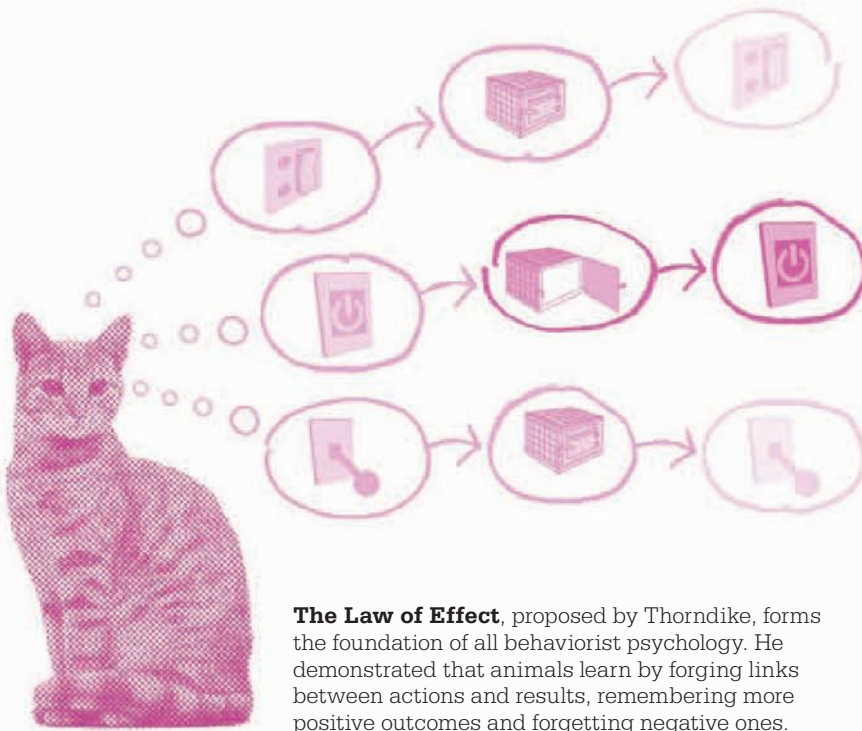 The Law of Effect, proposed by Thorndike, forms
the foundation of all behaviorist psychology. He
demonstrated that animals learn by forging links
between actions and results, remembering more
positive outcomes and forgetting negative ones.